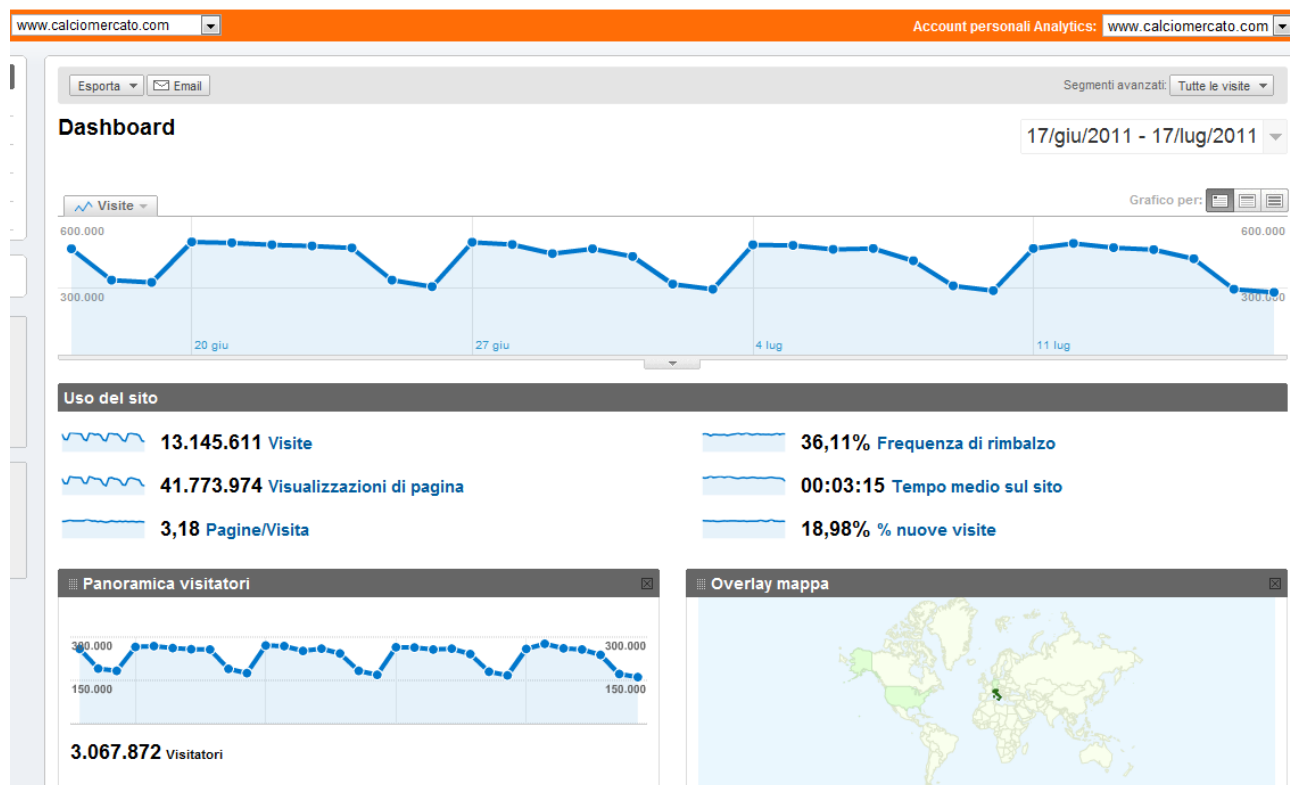 www.calciomercato.com
Account personali Analytics: www.calciomercato.com
Esporta Email
Segmenti avanzati: Tutte le visite
Dashboard
17/giu/2011 - 17/lug/2011
Visite
Grafico per:
600.000 600.000
300.000 300.000
20 giu 27 giu 4 lug 11 lug
Uso del sito
13.145.611 Visite
36,11% Frequenza di rimbalzo
41.773.974 Visualizzazioni di pagina
00:03:15 Tempo medio sul sito
3,18 Pagine/Visita
18,98% % nuove visite
Panoramica visitatori
Overlay mappa
300.000 300.000
150.000 150.000
3.067.872 Visitatori